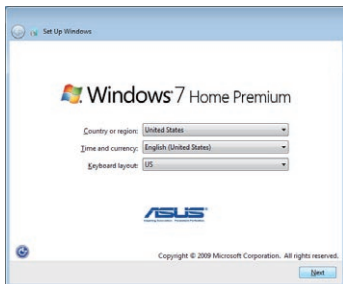 Set Up Windows
Windows 7 Home Premium
Country or region: United States
Time and currency: English (United States)
Keyboard layout: US
ASUS
Copyright © 2009 Microsoft Corporation. All rights reserved.
Next